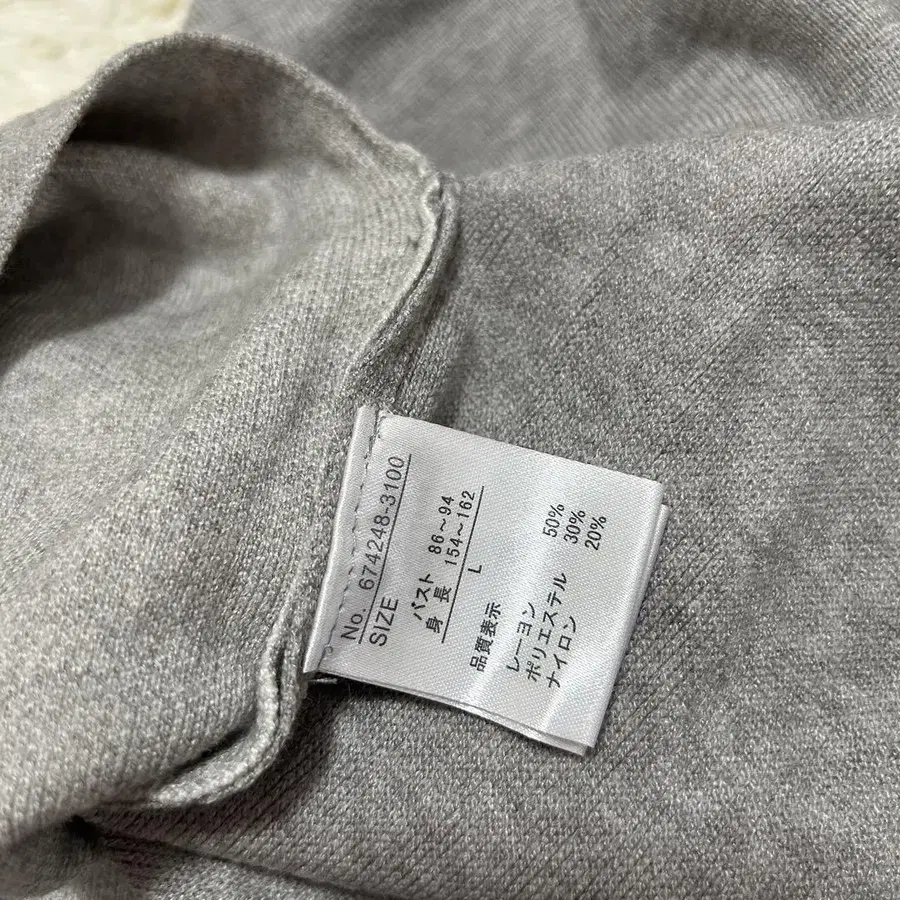 No. 674248-3100
SIZE
バスト 86～94
身 長 154～162
L
品質表示
レーヨン 50%
ポリエステル 30%
ナイロン 20%